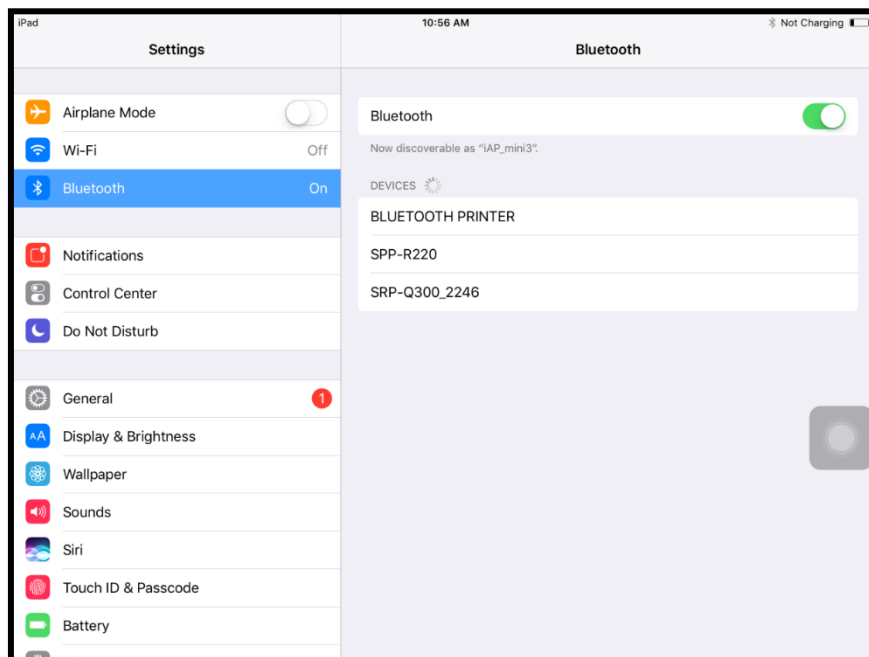 iPad
10:56 AM
Not Charging
Settings
Bluetooth
Airplane Mode
Wi-Fi
Off
Bluetooth
On
Notifications
Control Center
Do Not Disturb
General
1
AA Display & Brightness
Wallpaper
Sounds
Siri
Touch ID & Passcode
Battery
Bluetooth
Now discoverable as “iAP_mini3”.
DEVICES
BLUETOOTH PRINTER
SPP-R220
SRP-Q300_2246